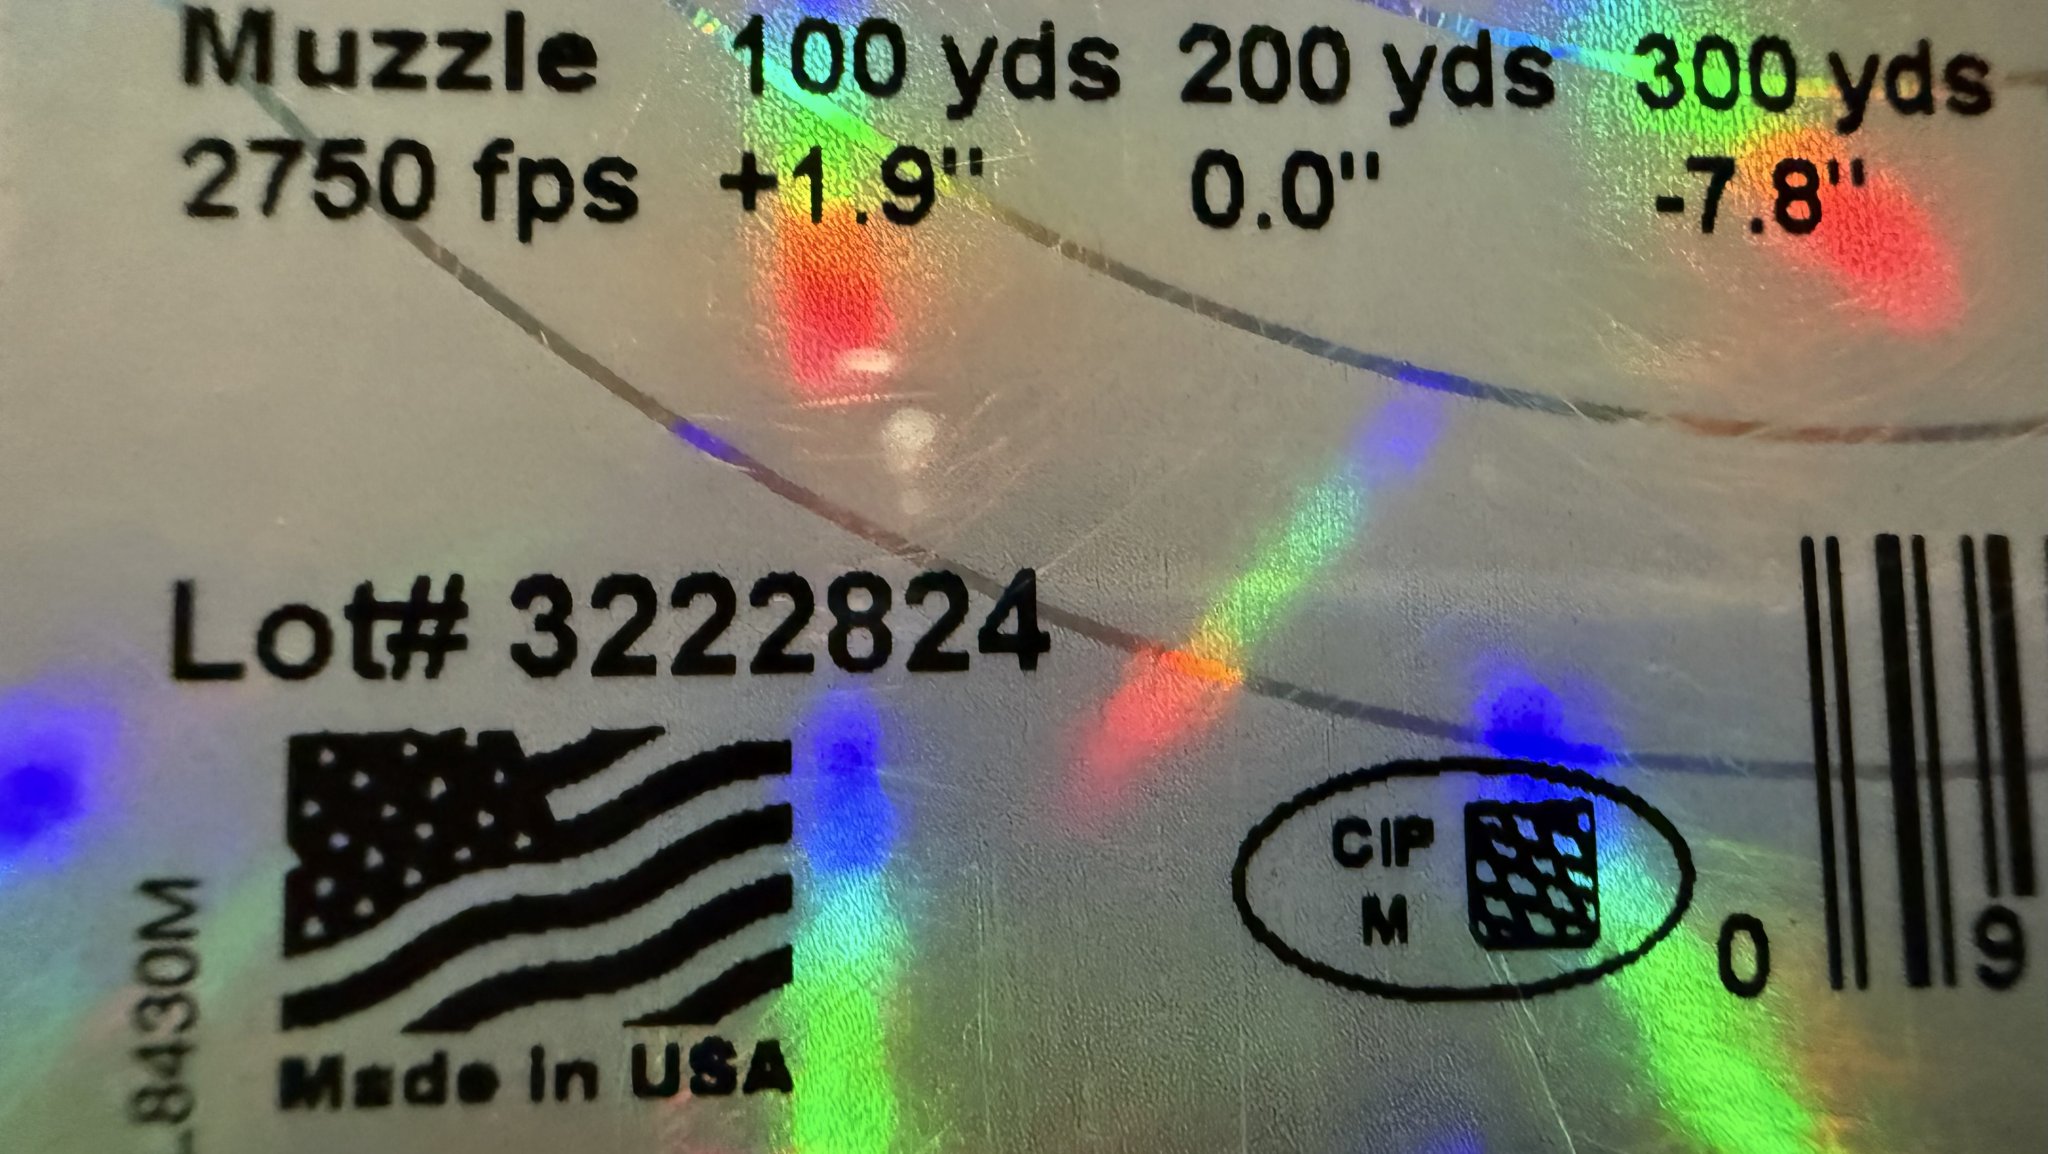 Muzzle 100 yds 200 yds 300 yds
2750 fps +1.9" 0.0" -7.8"
Lot# 3222824
Made in USA
CIP
M
0 9
8430M